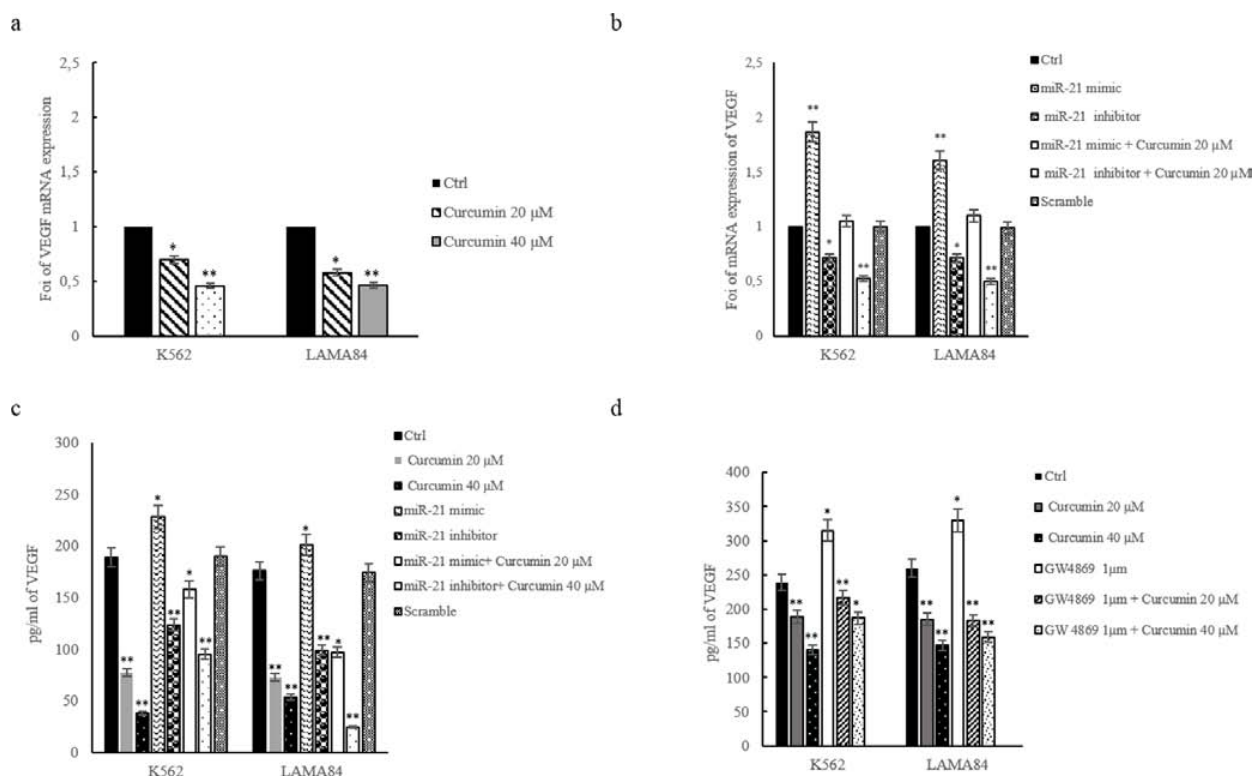 a
2,5
2
1,5
1
0,5
0
Foi of VEGF mRNA expression
*
**
*
**
K562
LAMA84
Ctrl
Curcumin 20 µM
Curcumin 40 µM
b
2,5
2
1,5
1
0,5
0
Foi of mRNA expression of VEGF
**
*
**
**
*
**
K562
LAMA84
Ctrl
miR-21 mimic
miR-21 inhibitor
miR-21 mimic + Curcumin 20 µM
miR-21 inhibitor + Curcumin 20 µM
Scramble
c
300
250
200
150
100
50
0
pg/ml of VEGF
**
**
*
**
*
**
**
**
*
**
*
**
K562
LAMA84
Ctrl
Curcumin 20 µM
Curcumin 40 µM
miR-21 mimic
miR-21 inhibitor
miR-21 mimic+ Curcumin 20 µM
miR-21 inhibitor+ Curcumin 40 µM
Scramble
d
400
350
300
250
200
150
100
50
0
pg/ml of VEGF
**
**
*
**
*
**
**
*
**
**
K562
LAMA84
Ctrl
Curcumin 20 µM
Curcumin 40 µM
GW4869 1µm
GW4869 1µm + Curcumin 20 µM
GW 4869 1µm + Curcumin 40 µM